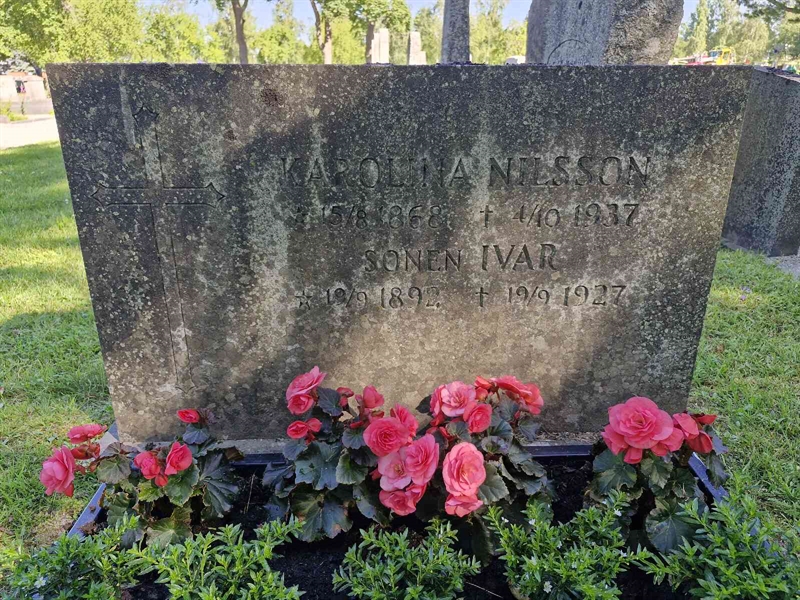 KAROLINA NILSSON
* 15/8 1868. † 4/10 1937
SONEN IVAR
* 19/9 1892. † 19/9 1927